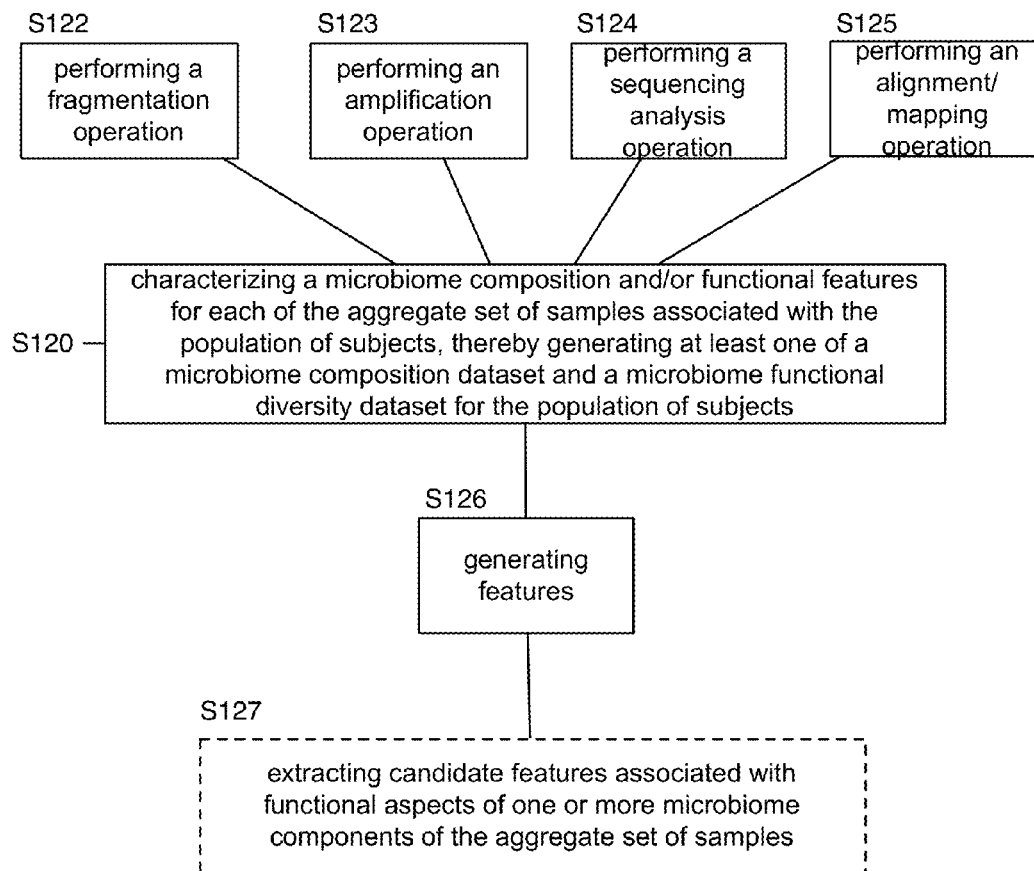 S122
performing a
fragmentation
operation
S123
performing an
amplification
operation
S124
performing a
sequencing
analysis
operation
S125
performing an
alignment/
mapping
operation
S120
characterizing a microbiome composition and/or functional features
for each of the aggregate set of samples associated with the
population of subjects, thereby generating at least one of a
microbiome composition dataset and a microbiome functional
diversity dataset for the population of subjects
S126
generating
features
S127
extracting candidate features associated with
functional aspects of one or more microbiome
components of the aggregate set of samples